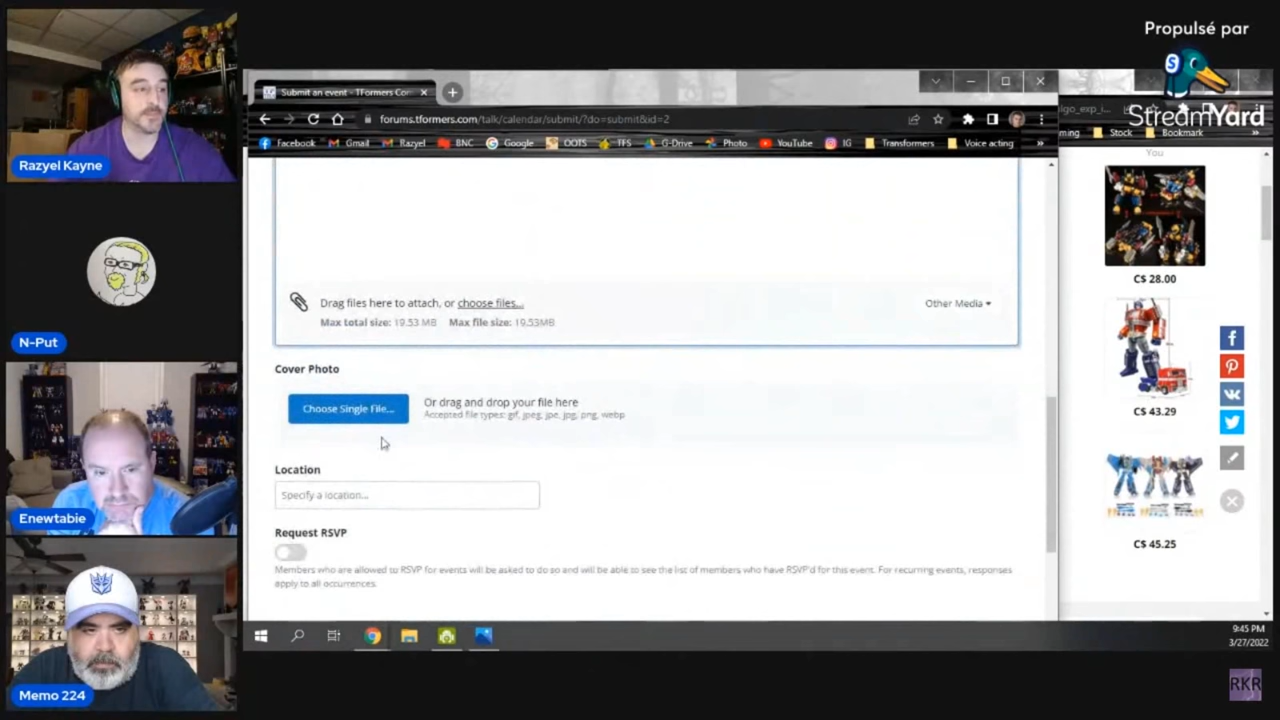 Propulsé par
StreamYard
Razyel Kayne
N-Put
Enewtabie
Memo 224
Submit an event - TFormers Cor
forums.tformers.com/talk/calendar/submit/?do=submit&id=2
Facebook
Gmail
Razyel
BNC
Google
OOTS
TFS
G-Drive
Photo
YouTube
IG
Transformers
Voice acting
»
Stock
Bookmark
»
Drag files here to attach, or choose files...
Other Media
Max total size: 19.53 MB Max file size: 19.53MB
Cover Photo
Choose Single File...
Or drag and drop your file here
Accepted file types: gif, jpeg, jpe, jpg, png, webp
Location
Specify a location...
Request RSVP
Members who are allowed to RSVP for events will be asked to do so and will be able to see the list of members who have RSVP'd for this event. For recurring events, responses
apply to all occurrences.
You
C$ 28.00
C$ 43.29
C$ 45.25
9:45 PM
3/27/2022
RKR